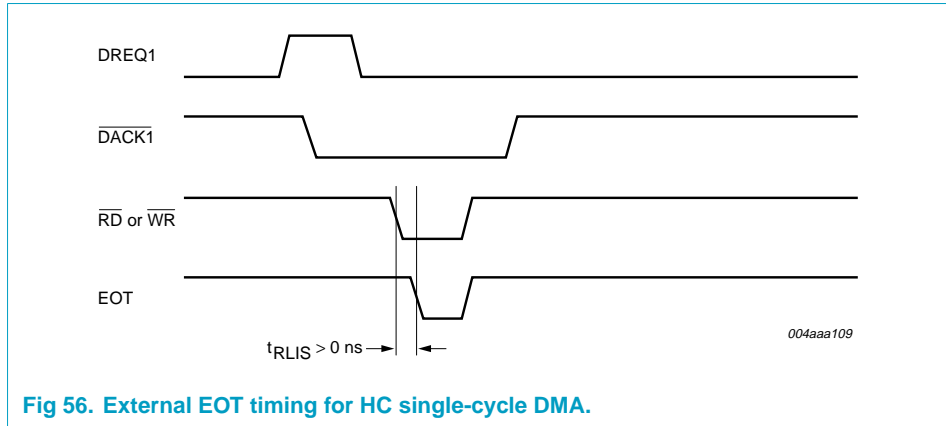 DREQ1
DACK1
RD or WR
EOT
004aaa109
tRLIS > 0 ns
Fig 56. External EOT timing for HC single-cycle DMA.